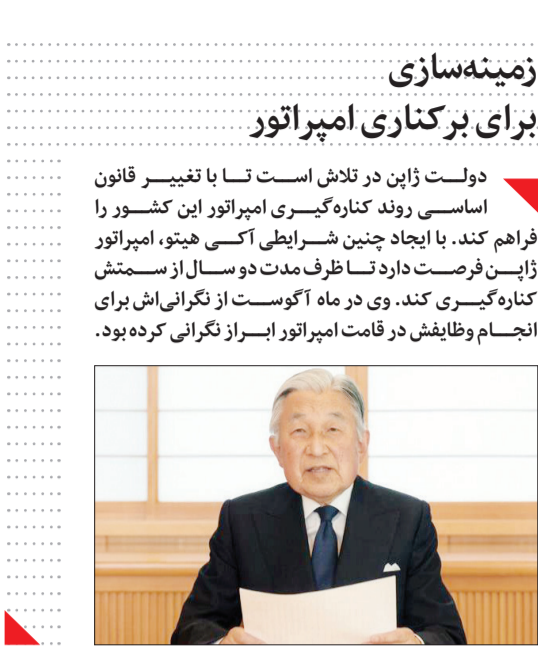 زمینه‌سازی
برای برکناری امپراتور
دولت ژاپن در تلاش است تا با تغییر قانون
اساسی روند کناره‌گیری امپراتور این کشور را
فراهم کند. با ایجاد چنین شرایطی آکی هیتو، امپراتور
ژاپن فرصت دارد تا ظرف مدت دو سال از سمتش
کناره‌گیری کند. وی در ماه آگوست از نگرانی‌اش برای
انجام وظایفش در قامت امپراتور ابراز نگرانی کرده بود.